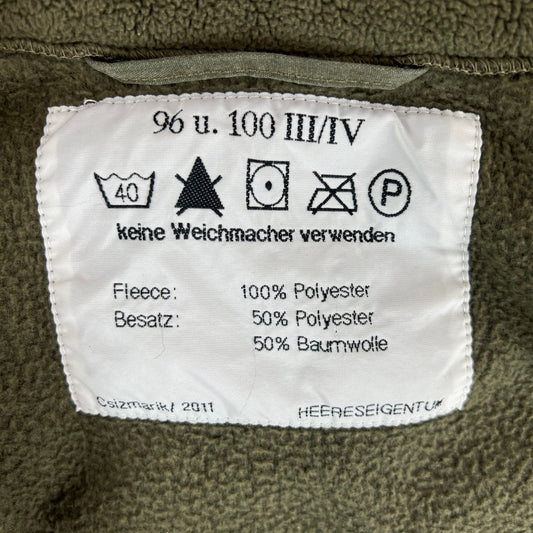 96 u. 100 III/IV
40 P
keine Weichmacher verwenden
Fleece: 100% Polyester
Besatz: 50% Polyester
50% Baumwolle
Csizmarik/ 2011 HEERESEIGENTUM